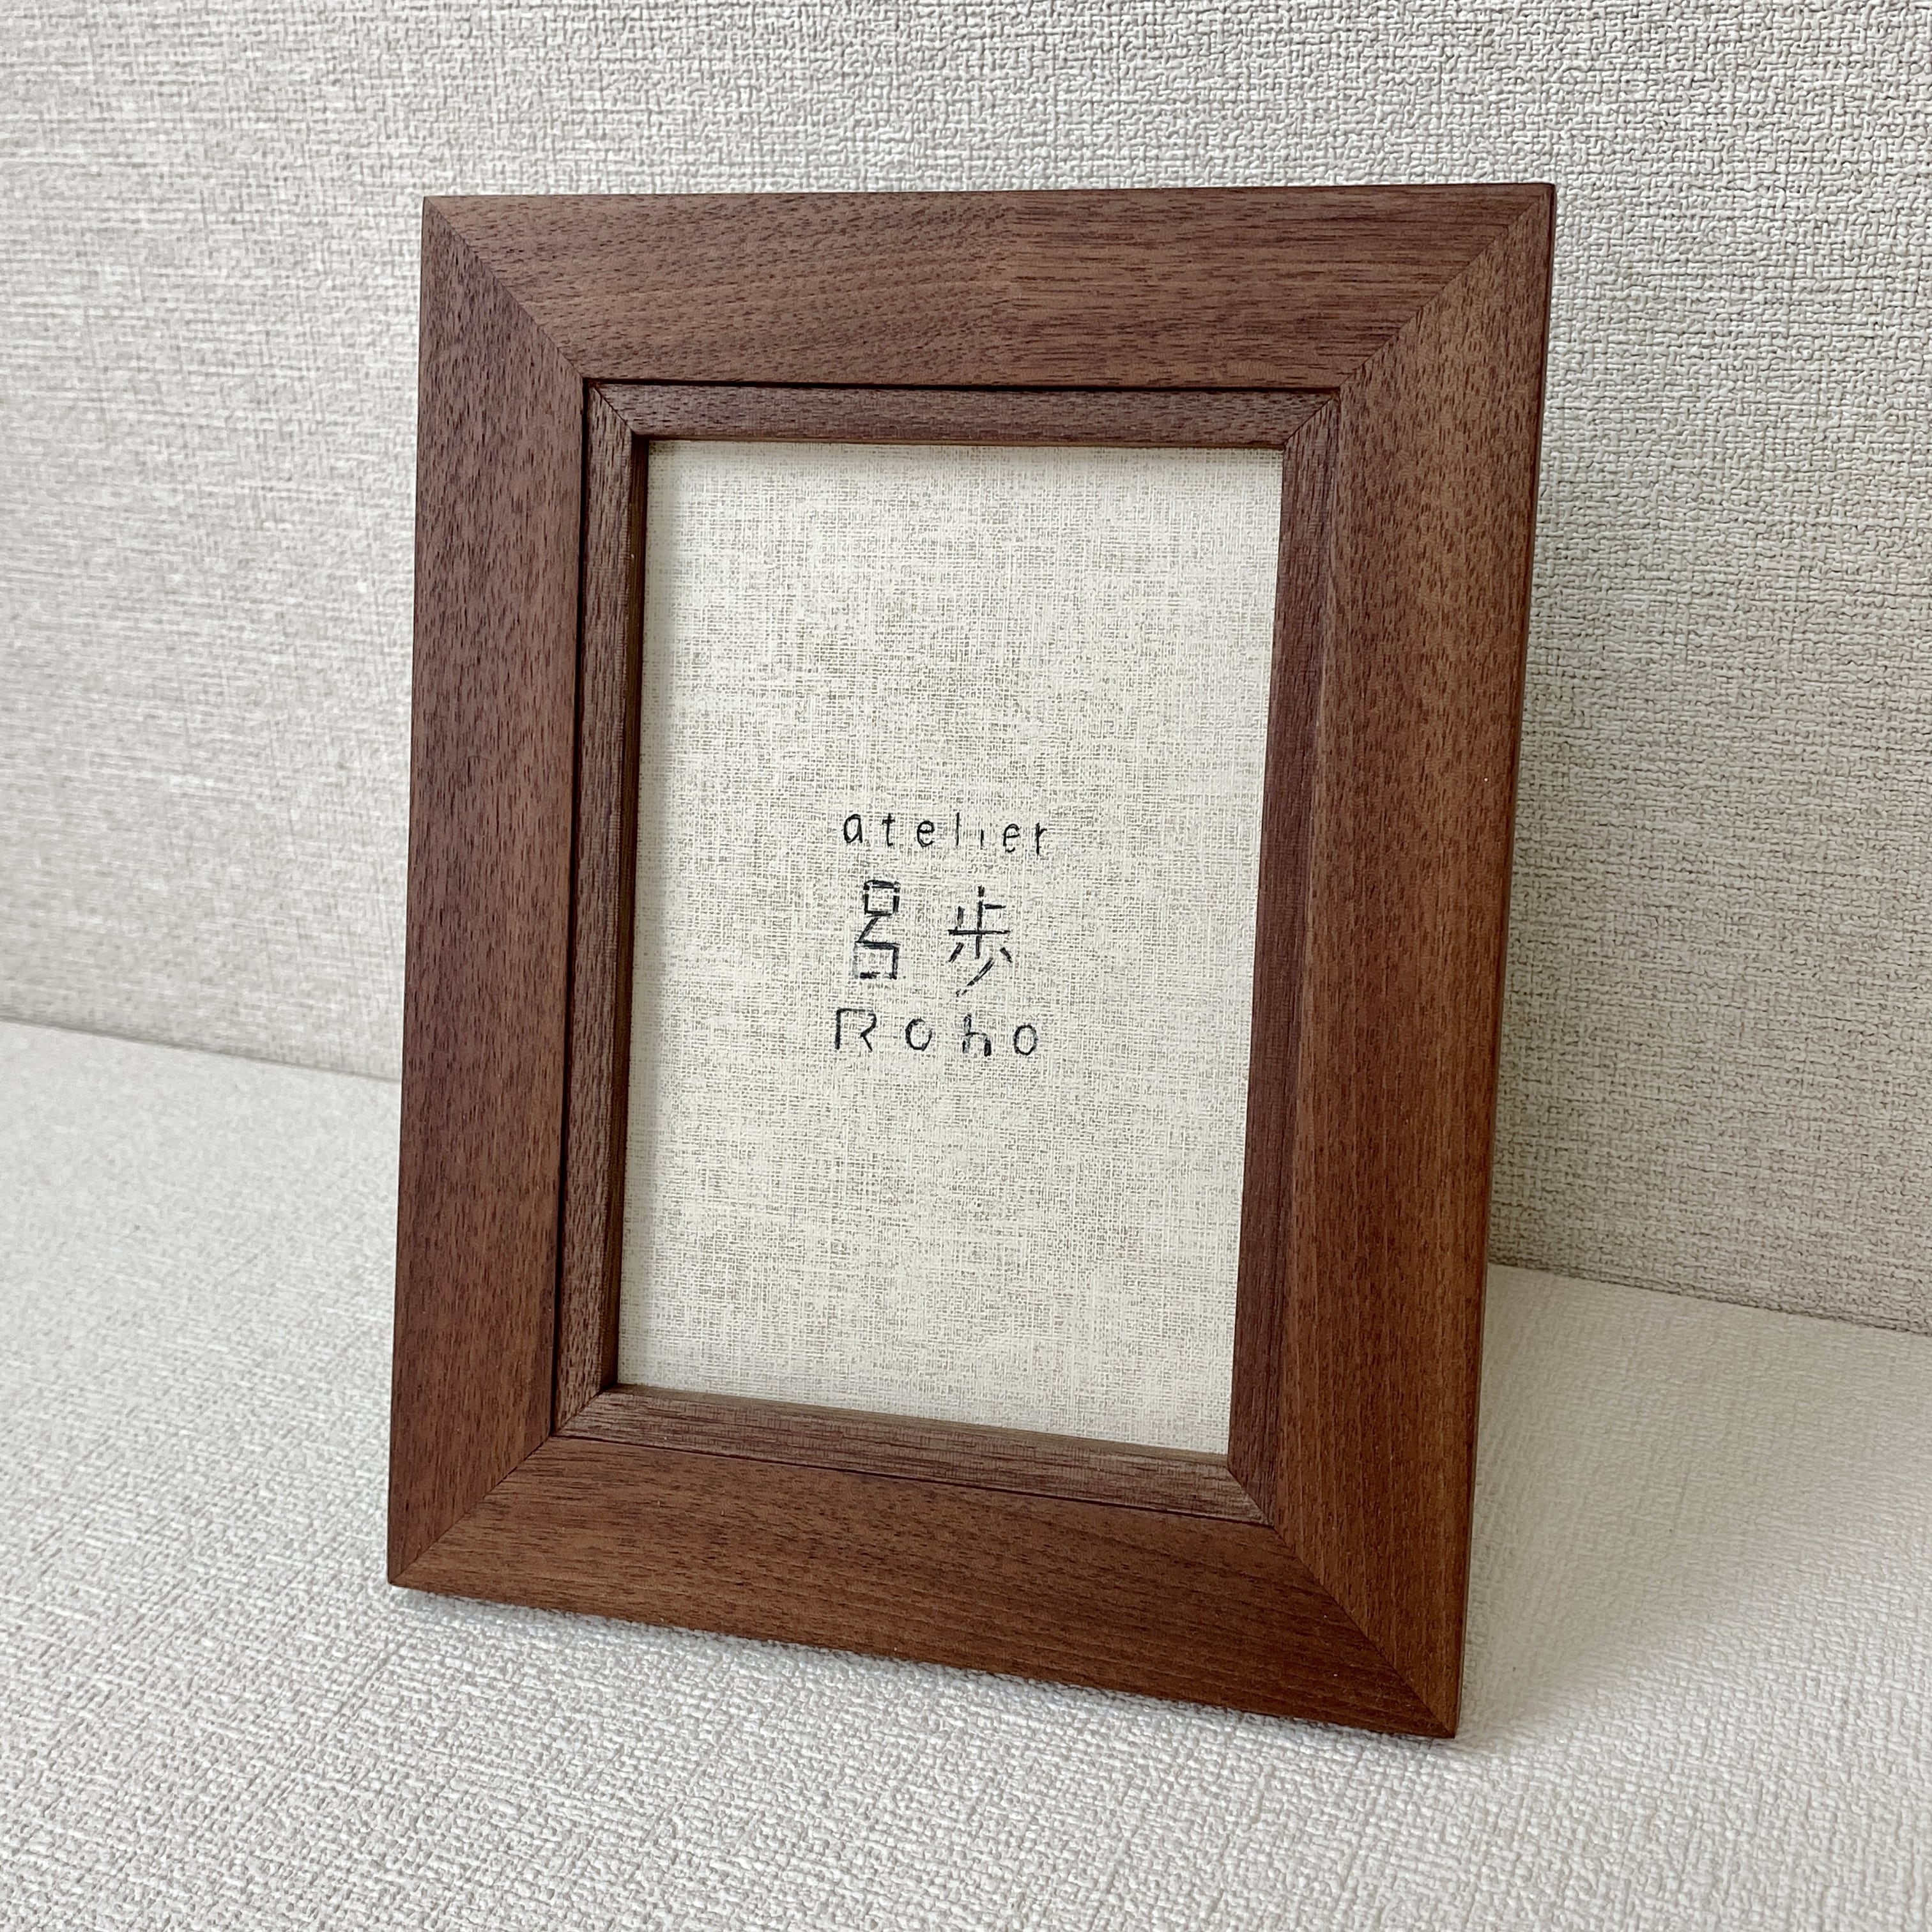 atelier
呂歩
Roho